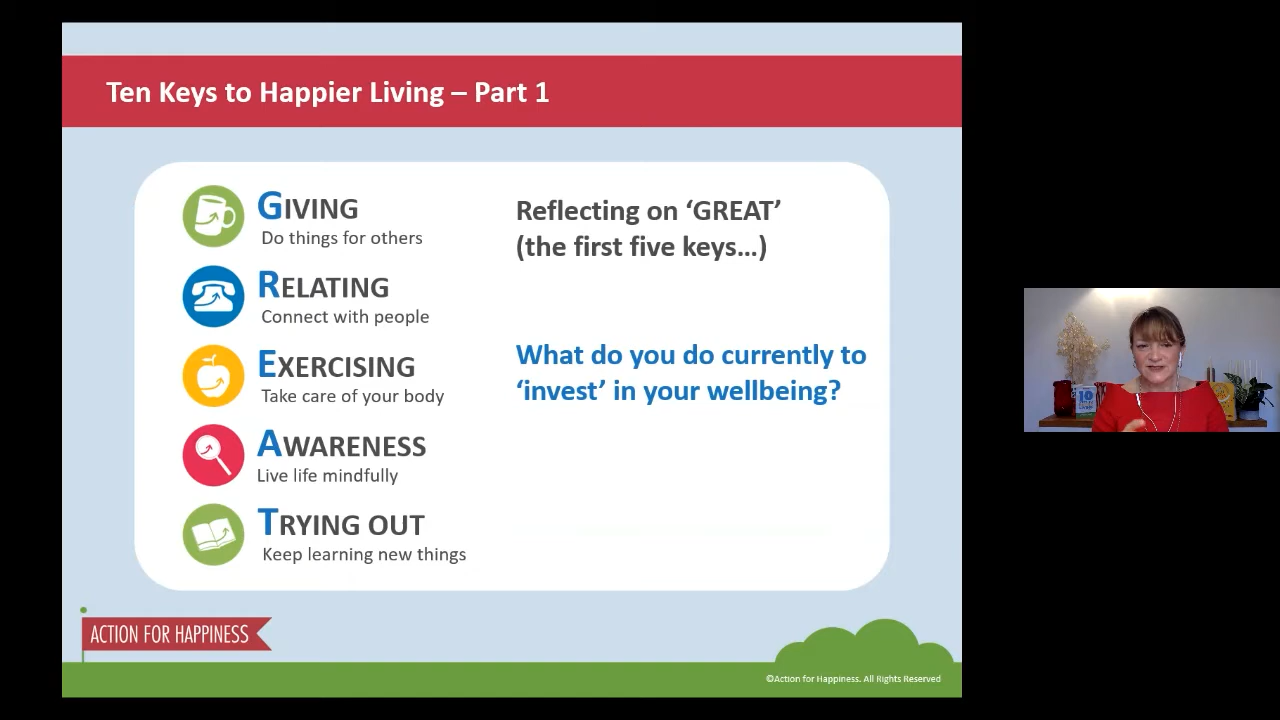 Ten Keys to Happier Living – Part 1
GIVING
Do things for others
RELATING
Connect with people
EXERCISING
Take care of your body
AWARENESS
Live life mindfully
TRYING OUT
Keep learning new things
Reflecting on ‘GREAT’
(the first five keys…)
What do you do currently to
‘invest’ in your wellbeing?
ACTION FOR HAPPINESS
©Action for Happiness. All Rights Reserved
10